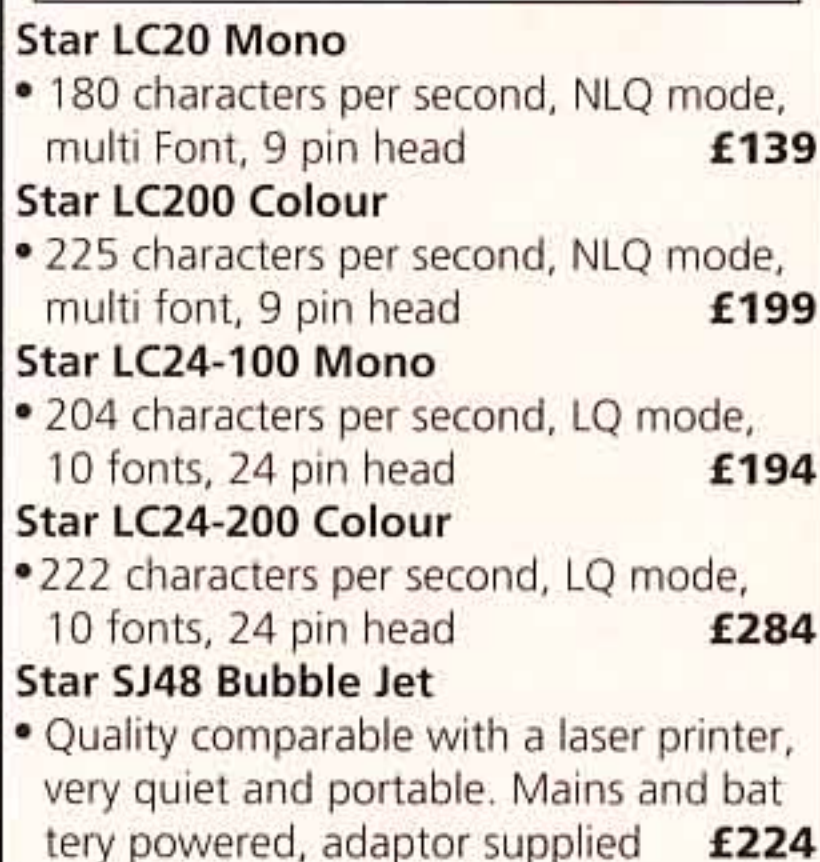 Star LC20 Mono
• 180 characters per second, NLQ mode,
multi Font, 9 pin head £139
Star LC200 Colour
• 225 characters per second, NLQ mode,
multi font, 9 pin head £199
Star LC24-100 Mono
• 204 characters per second, LQ mode,
10 fonts, 24 pin head £194
Star LC24-200 Colour
• 222 characters per second, LQ mode,
10 fonts, 24 pin head £284
Star SJ48 Bubble Jet
• Quality comparable with a laser printer,
very quiet and portable. Mains and bat
tery powered, adaptor supplied £224